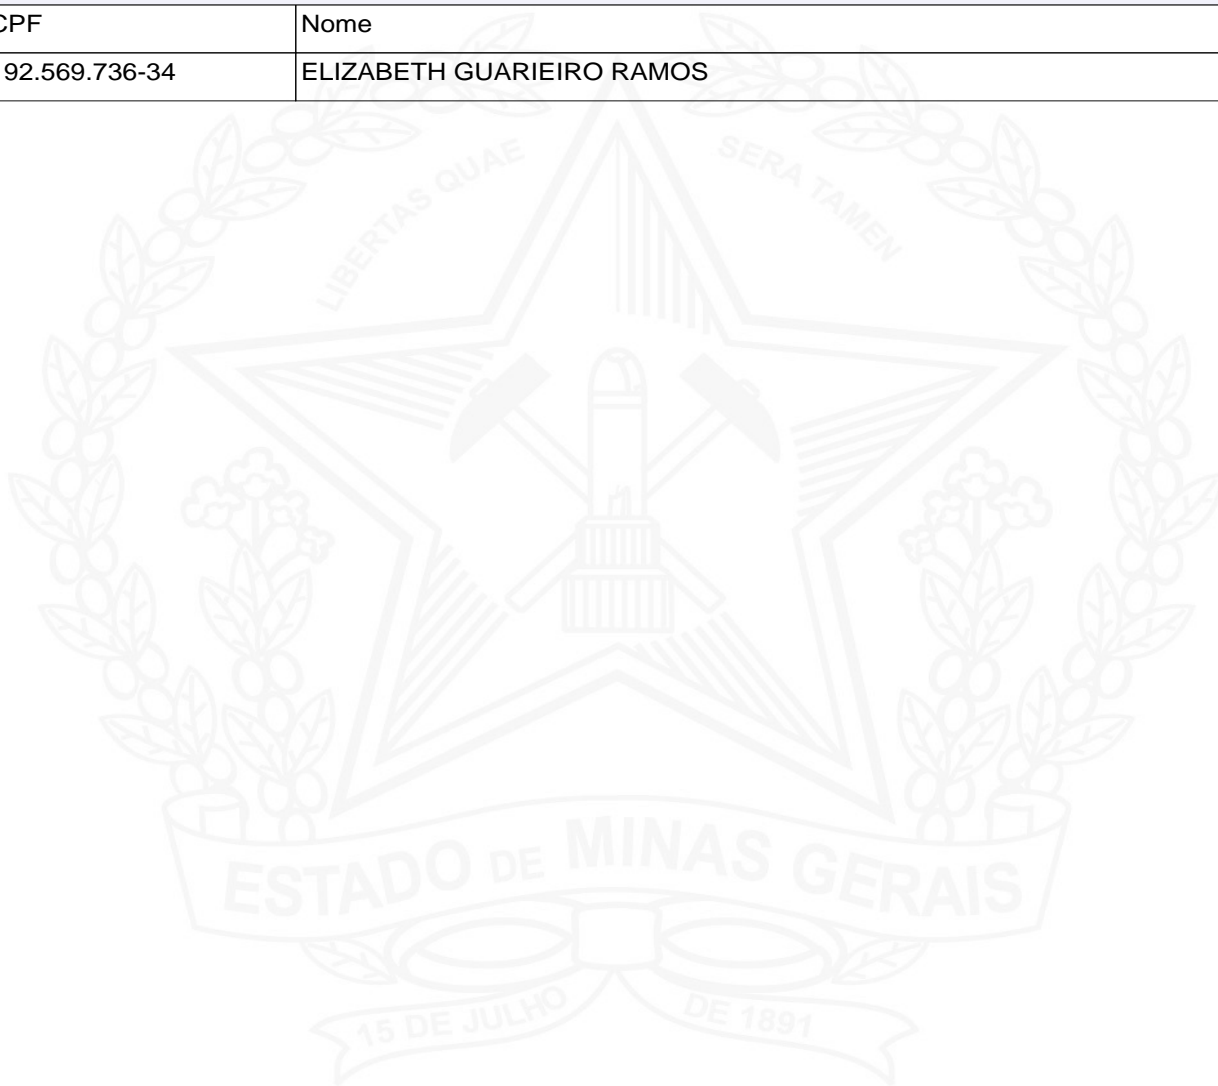 CPF Nome
92.569.736-34 ELIZABETH GUARIEIRO RAMOS
LIBERTAS QUAE SERA TAMEN
ESTADO DE MINAS GERAIS
15 DE JULHO DE 1891